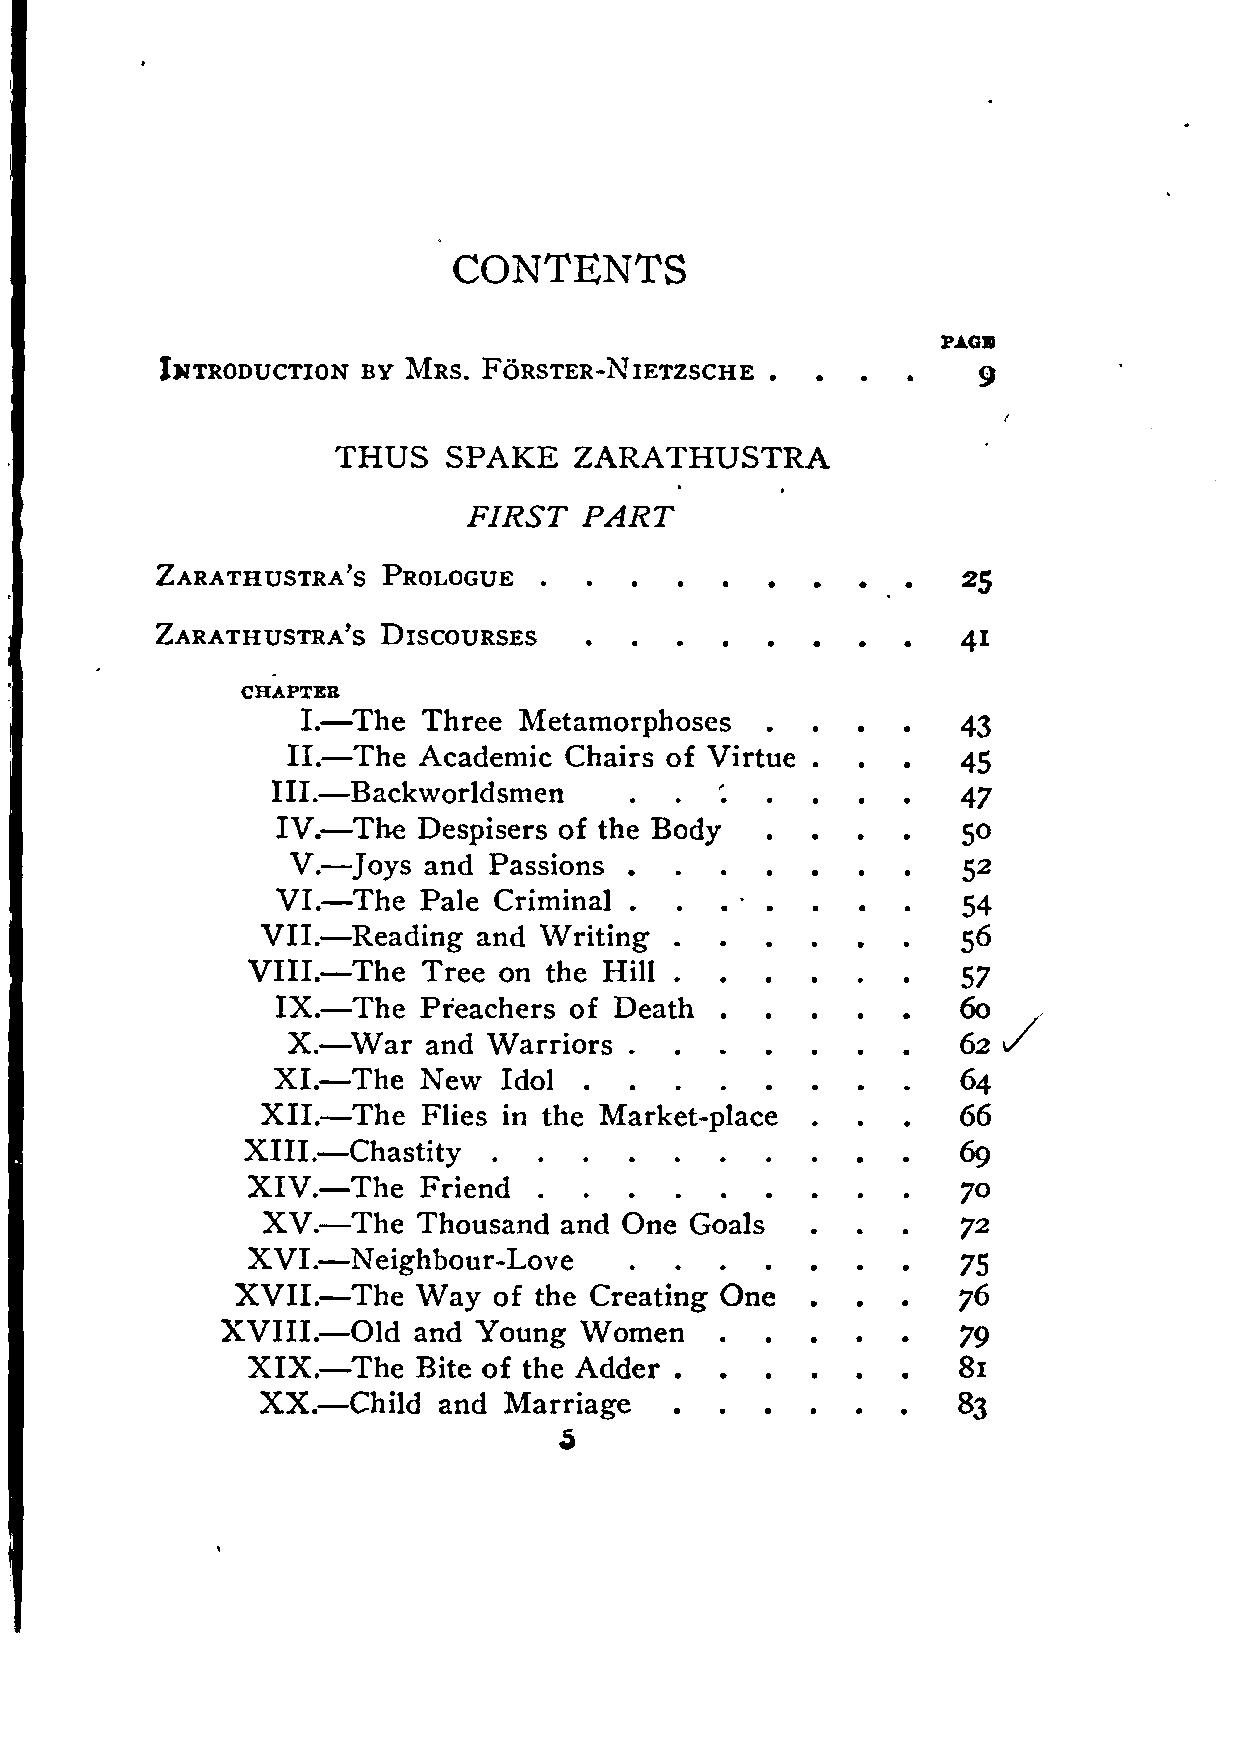 CONTENTS
PAGE
INTRODUCTION BY MRS. FÖRSTER-NIETZSCHE . . . . 9
THUS SPAKE ZARATHUSTRA
FIRST PART
ZARATHUSTRA'S PROLOGUE . . . . . . . . . 25
ZARATHUSTRA'S DISCOURSES . . . . . . . . 41
CHAPTER
I.—The Three Metamorphoses . . . . 43
II.—The Academic Chairs of Virtue . . . 45
III.—Backworldsmen . . . . . . . 47
IV.—The Despisers of the Body . . . . 50
V.—Joys and Passions . . . . . . . 52
VI.—The Pale Criminal . . . . . . . 54
VII.—Reading and Writing . . . . . . 56
VIII.—The Tree on the Hill . . . . . . 57
IX.—The Preachers of Death . . . . . 60
X.—War and Warriors . . . . . . . 62 ✓
XI.—The New Idol . . . . . . . . 64
XII.—The Flies in the Market-place . . . 66
XIII.—Chastity . . . . . . . . . . 69
XIV.—The Friend . . . . . . . . . 70
XV.—The Thousand and One Goals . . . 72
XVI.—Neighbour-Love . . . . . . . 75
XVII.—The Way of the Creating One . . . 76
XVIII.—Old and Young Women . . . . . 79
XIX.—The Bite of the Adder . . . . . . 81
XX.—Child and Marriage . . . . . . 83
5